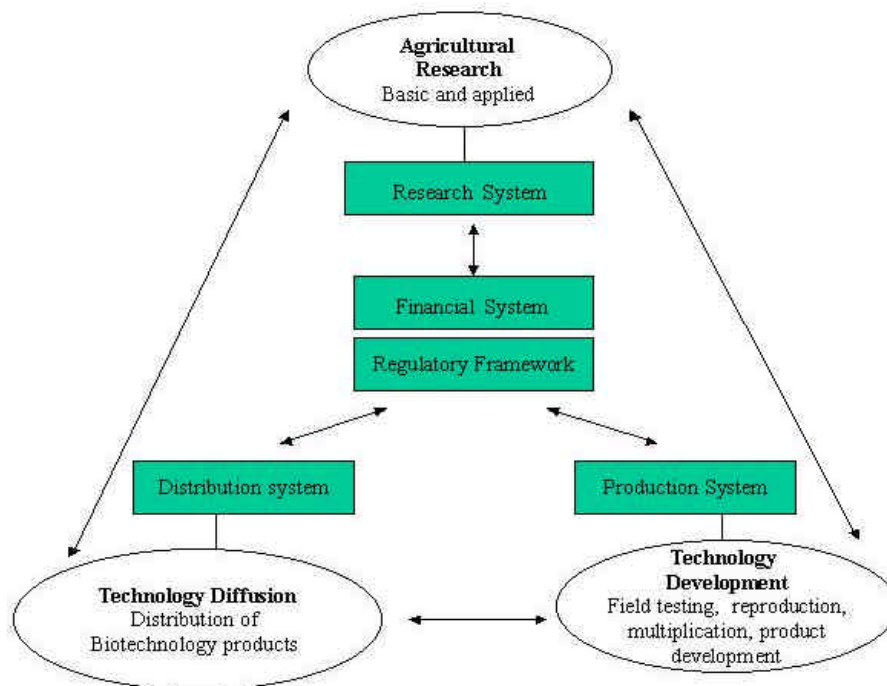 Agricultural
Research
Basic and applied
Research System
Financial System
Regulatory Framework
Distribution system
Production System
Technology Diffusion
Distribution of
Biotechnology products
Technology
Development
Field testing, reproduction,
multiplication, product
development